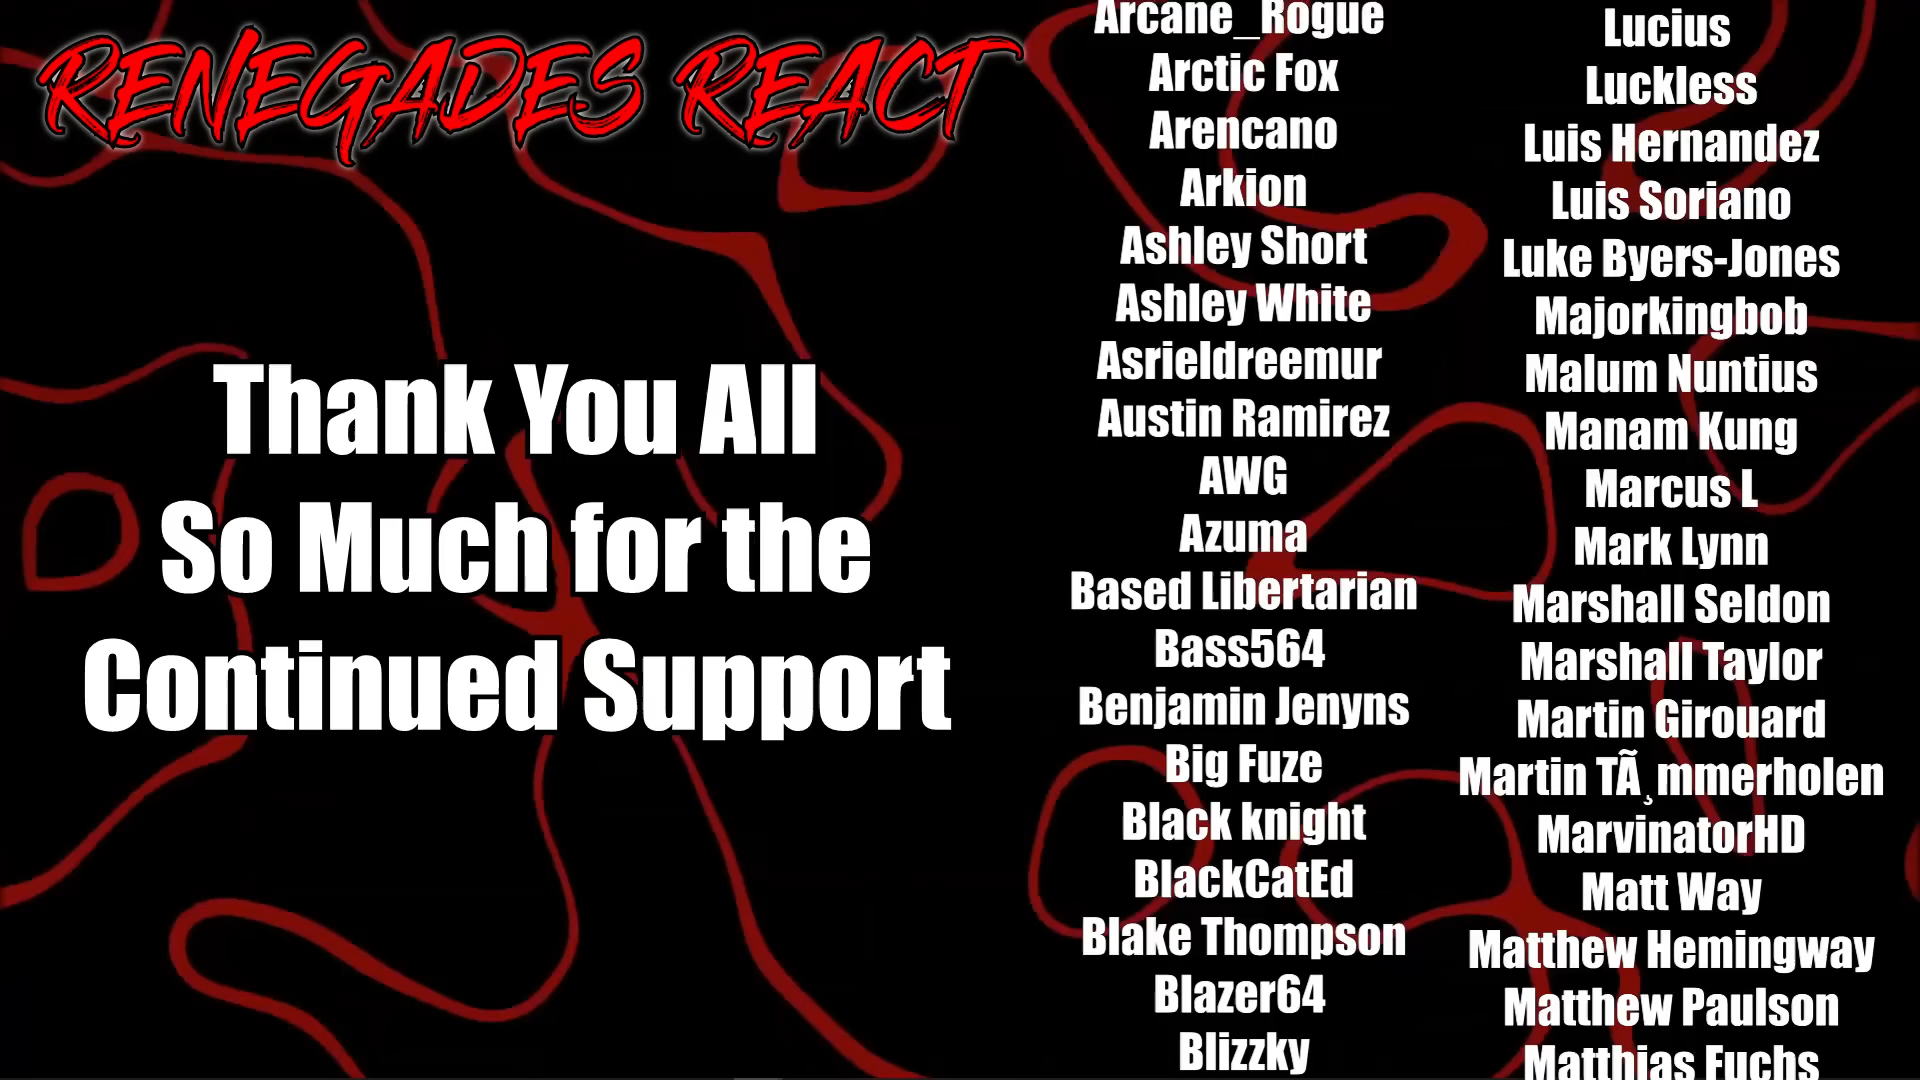 RENEGADES REACT
Thank You All
So Much for the
Continued Support
Arcane_Rogue
Arctic Fox
Arencano
Arkion
Ashley Short
Ashley White
Asrieldreemur
Austin Ramirez
AWG
Azuma
Based Libertarian
Bass564
Benjamin Jenyns
Big Fuze
Black knight
BlackCatEd
Blake Thompson
Blazer64
Blizzky
Lucius
Luckless
Luis Hernandez
Luis Soriano
Luke Byers-Jones
Majorkingbob
Malum Nuntius
Manam Kung
Marcus L
Mark Lynn
Marshall Seldon
Marshall Taylor
Martin Girouard
Martin TÃ¸mmerholen
MarvinatorHD
Matt Way
Matthew Hemingway
Matthew Paulson
Matthias Fuchs